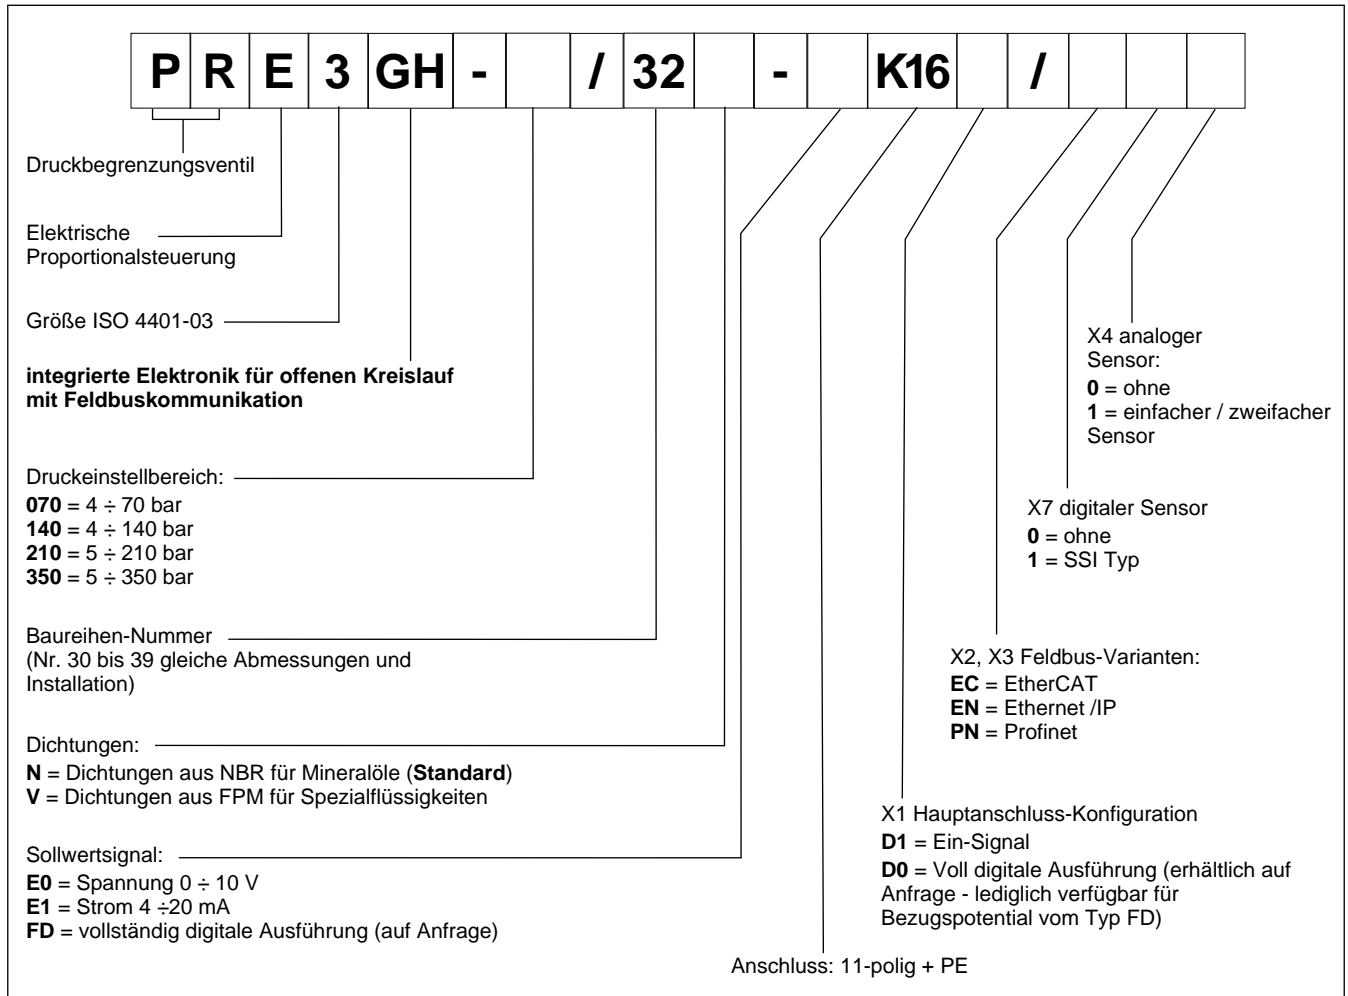 P R E 3 GH - / 32 - K16 /
Druckbegrenzungsventil
Elektrische
Proportionalsteuerung
Größe ISO 4401-03
integrierte Elektronik für offenen Kreislauf
mit Feldbuskommunikation
Druckeinstellbereich:
070 = 4 ÷ 70 bar
140 = 4 ÷ 140 bar
210 = 5 ÷ 210 bar
350 = 5 ÷ 350 bar
Baureihen-Nummer
(Nr. 30 bis 39 gleiche Abmessungen und
Installation)
Dichtungen:
N = Dichtungen aus NBR für Mineralöle (Standard)
V = Dichtungen aus FPM für Spezialflüssigkeiten
Sollwertsignal:
E0 = Spannung 0 ÷ 10 V
E1 = Strom 4 ÷20 mA
FD = vollständig digitale Ausführung (auf Anfrage)
X4 analoger
Sensor:
0 = ohne
1 = einfacher / zweifacher
Sensor
X7 digitaler Sensor
0 = ohne
1 = SSI Typ
X2, X3 Feldbus-Varianten:
EC = EtherCAT
EN = Ethernet /IP
PN = Profinet
X1 Hauptanschluss-Konfiguration
D1 = Ein-Signal
D0 = Voll digitale Ausführung (erhältlich auf
Anfrage - lediglich verfügbar für
Bezugspotential vom Typ FD)
Anschluss: 11-polig + PE